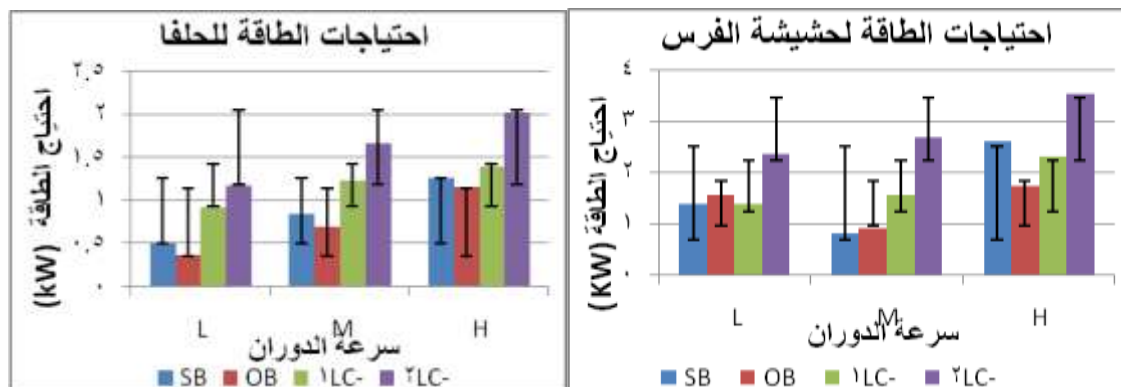 احتياجات الطاقة للحلفا
احتياج الطاقة (kW)
٢.٥
٢
١.٥
١
٠.٥
٠
L M H
سرعة الدوران
SB OB ١LC- ٢LC-
احتياجات الطاقة لحشيشة الفرس
احتياج الطاقة (KW)
٤
٣
٢
١
٠
L M H
سرعة الدوران
SB OB ١LC- ٢LC-